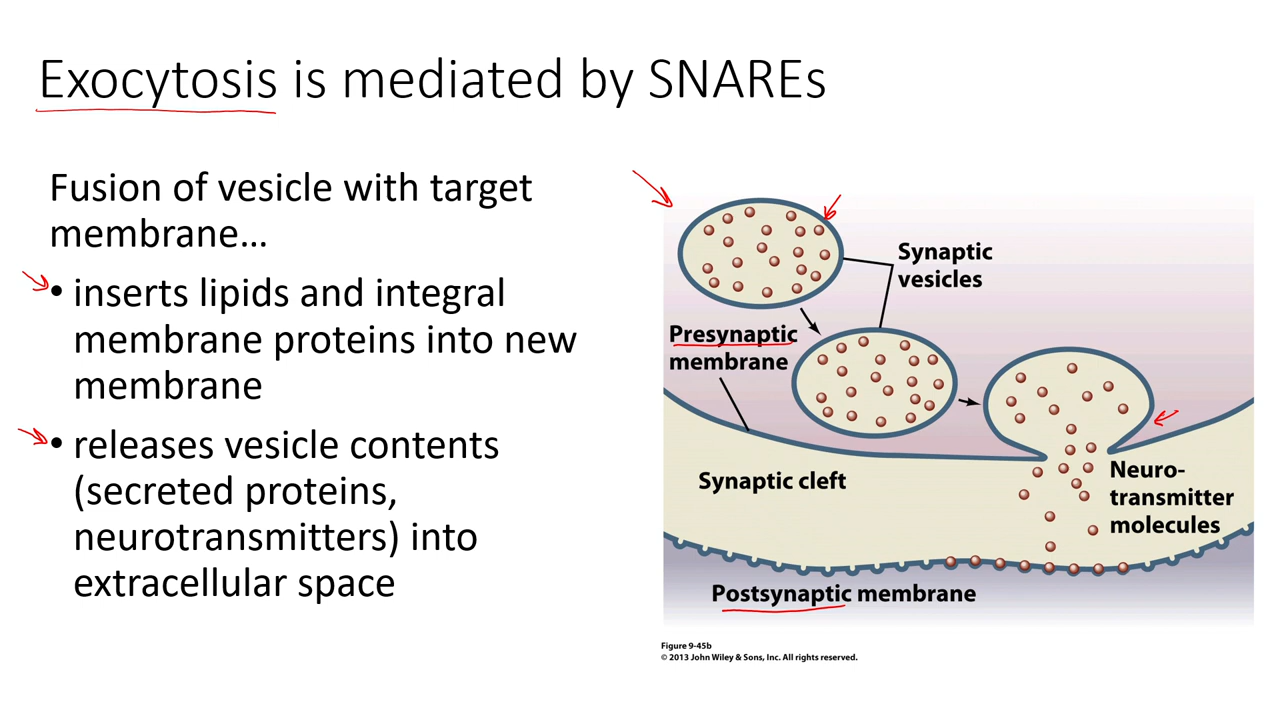 Exocytosis is mediated by SNAREs
Fusion of vesicle with target
membrane…
• inserts lipids and integral
membrane proteins into new
membrane
• releases vesicle contents
(secreted proteins,
neurotransmitters) into
extracellular space
Synaptic
vesicles
Presynaptic
membrane
Synaptic cleft
Neuro-
transmitter
molecules
Postsynaptic membrane
Figure 9-45b
© 2013 John Wiley & Sons, Inc. All rights reserved.